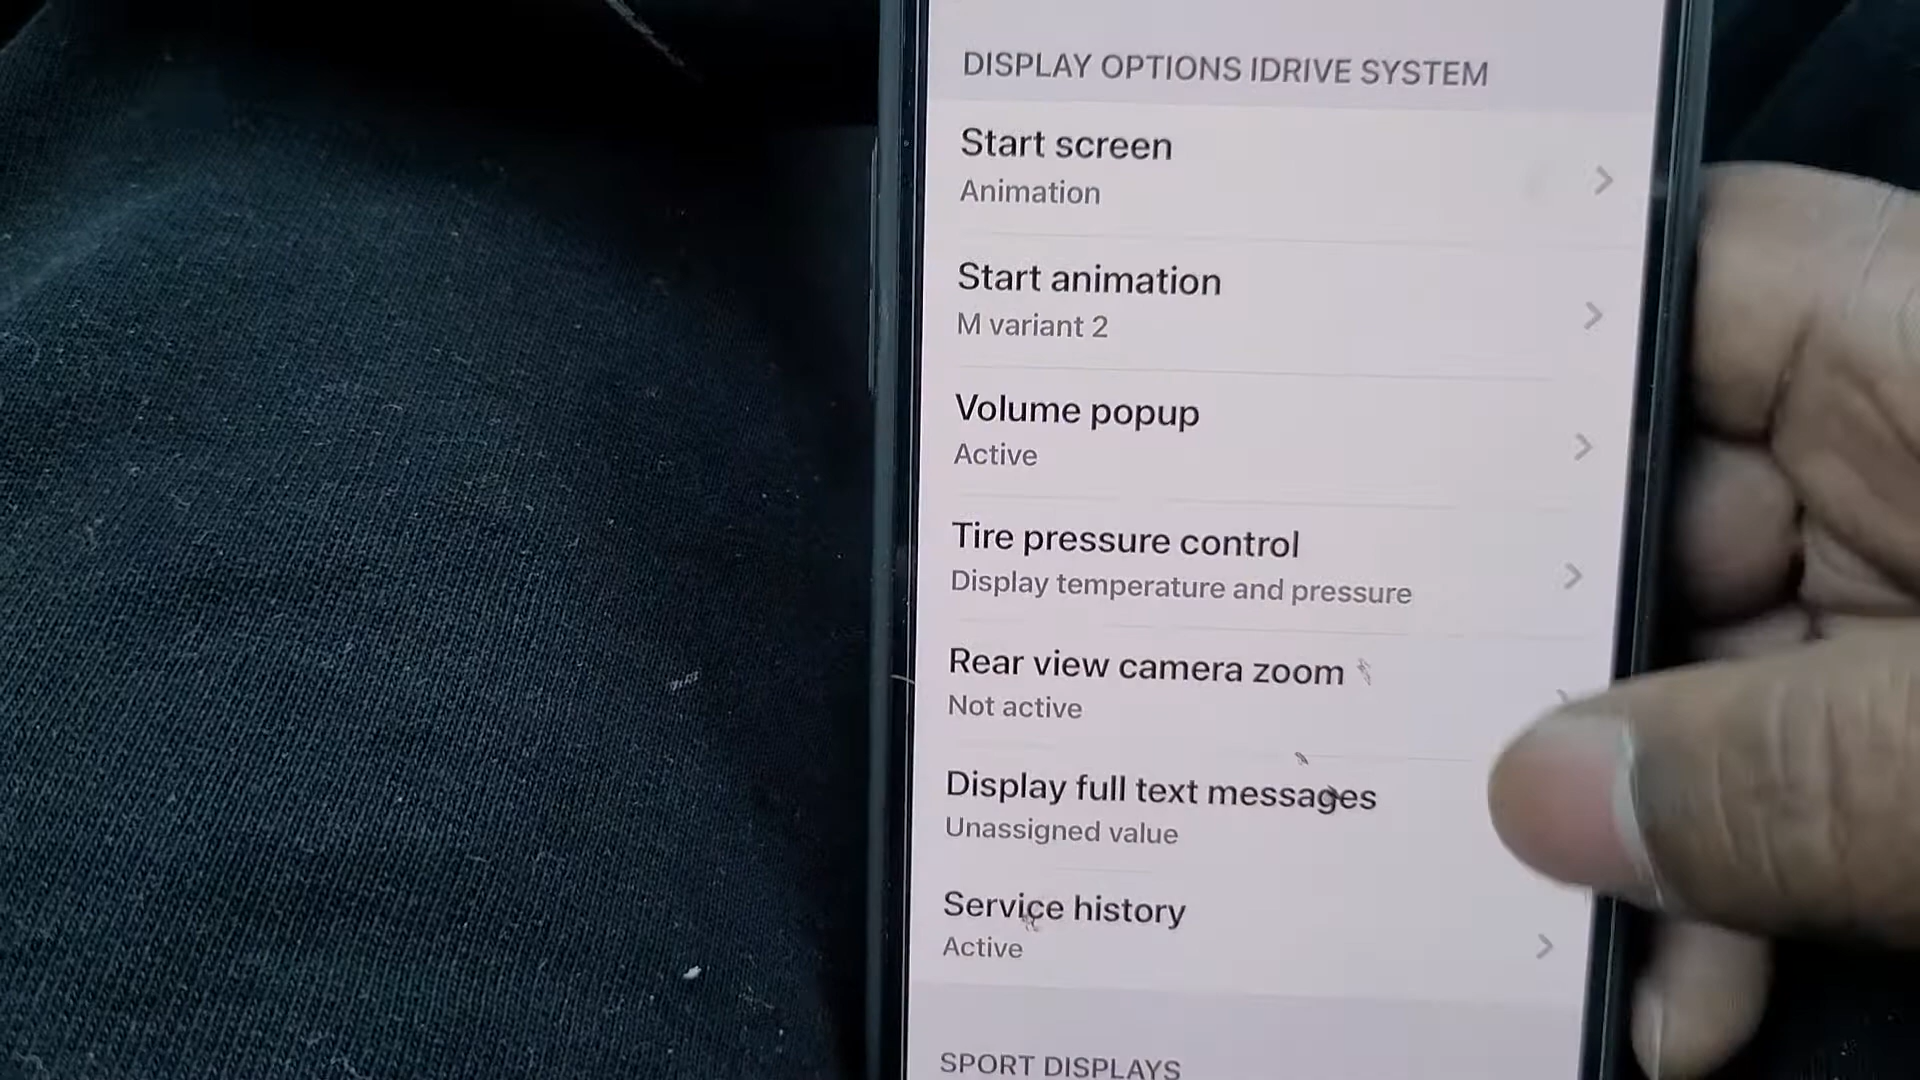 DISPLAY OPTIONS IDRIVE SYSTEM
Start screen
Animation
Start animation
M variant 2
Volume popup
Active
Tire pressure control
Display temperature and pressure
Rear view camera zoom
Not active
Display full text messages
Unassigned value
Service history
Active
SPORT DISPLAYS